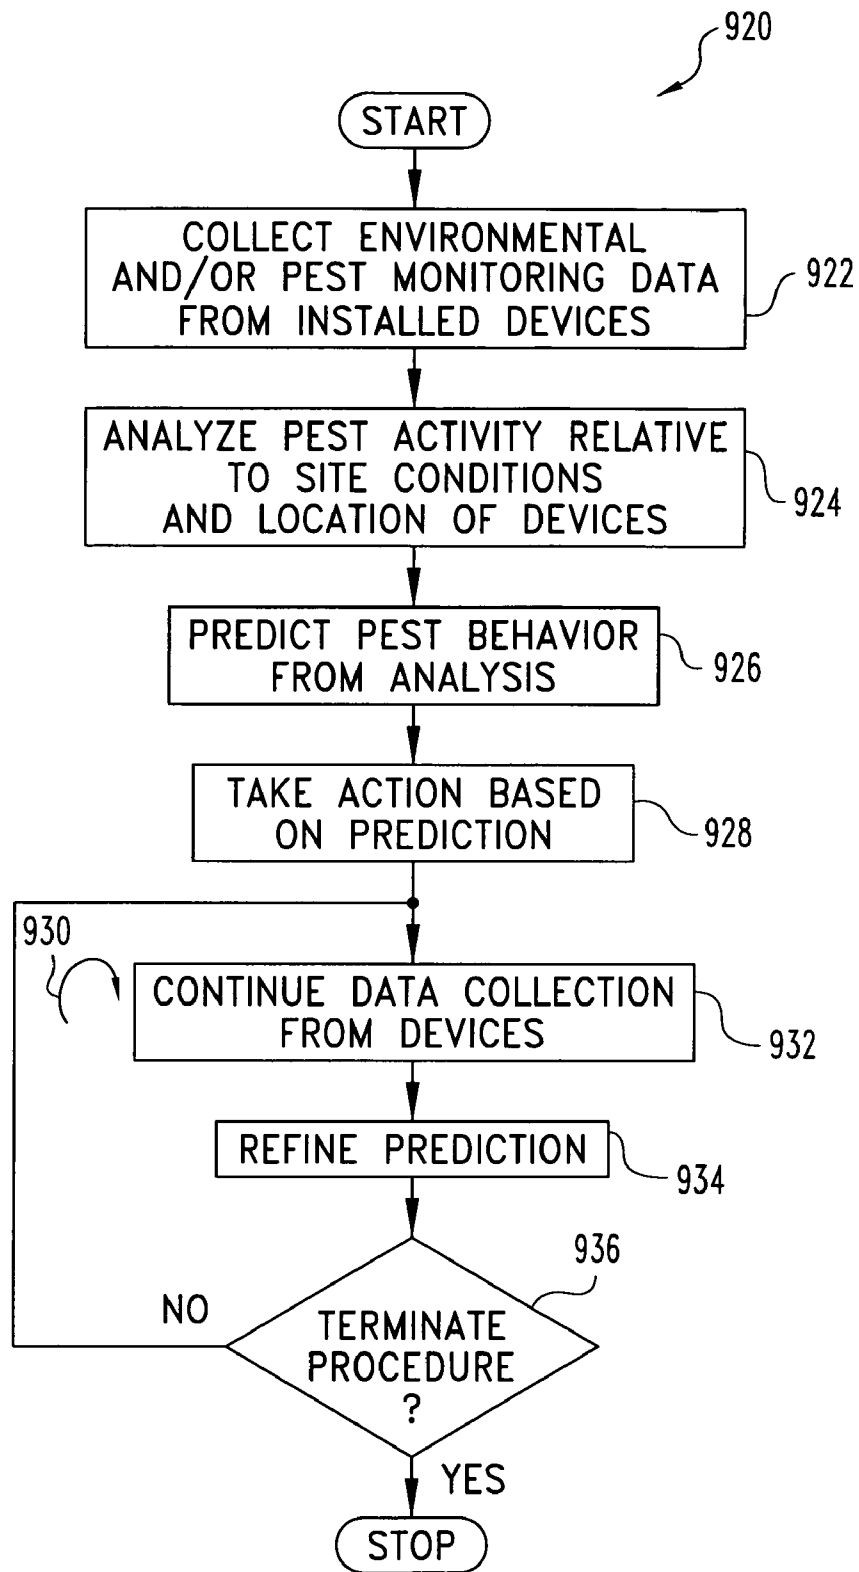 920
START
COLLECT ENVIRONMENTAL
AND/OR PEST MONITORING DATA
FROM INSTALLED DEVICES
922
ANALYZE PEST ACTIVITY RELATIVE
TO SITE CONDITIONS
AND LOCATION OF DEVICES
924
PREDICT PEST BEHAVIOR
FROM ANALYSIS
926
TAKE ACTION BASED
ON PREDICTION
928
930
CONTINUE DATA COLLECTION
FROM DEVICES
932
REFINE PREDICTION
934
936
NO
TERMINATE
PROCEDURE
?
YES
STOP